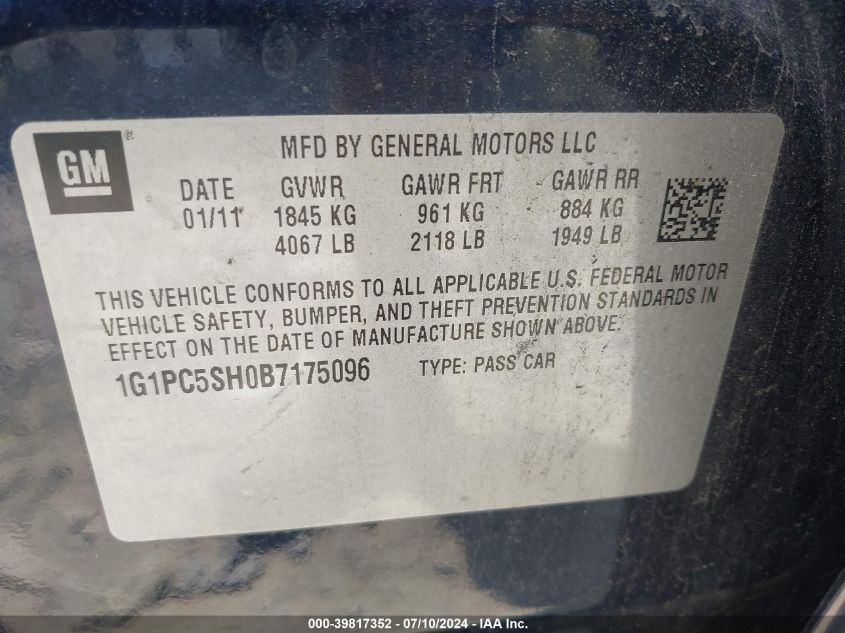 GM ®
MFD BY GENERAL MOTORS LLC
DATE GVWR GAWR FRT GAWR RR
01/11 1845 KG 961 KG 884 KG
4067 LB 2118 LB 1949 LB
THIS VEHICLE CONFORMS TO ALL APPLICABLE U.S. FEDERAL MOTOR
VEHICLE SAFETY, BUMPER, AND THEFT PREVENTION STANDARDS IN
EFFECT ON THE DATE OF MANUFACTURE SHOWN ABOVE.
1G1PC5SH0B7175096 TYPE: PASS CAR
000-39817352 - 07/10/2024 - IAA Inc.